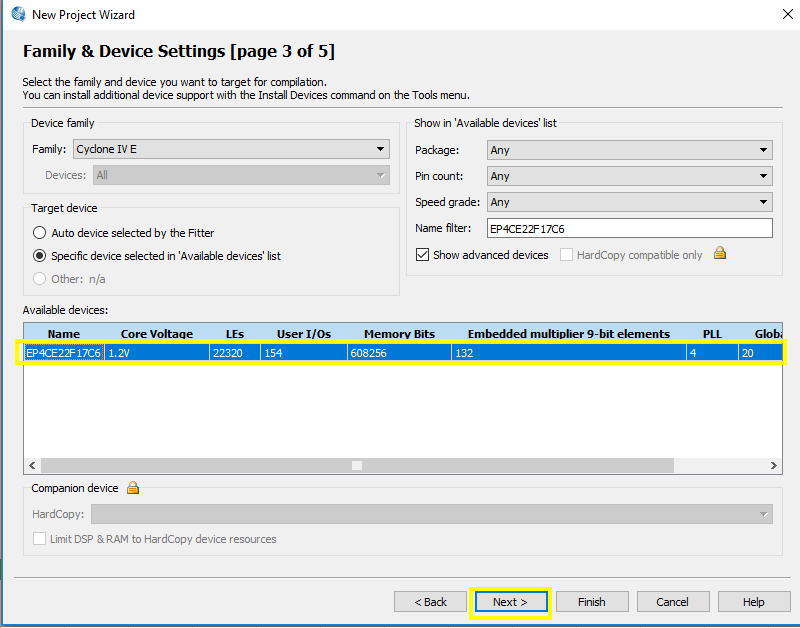 New Project Wizard
Family & Device Settings [page 3 of 5]
Select the family and device you want to target for compilation.
You can install additional device support with the Install Devices command on the Tools menu.
Device family
Family: Cyclone IV E
Devices: All
Target device
Auto device selected by the Fitter
Specific device selected in 'Available devices' list
Other: n/a
Show in 'Available devices' list
Package: Any
Pin count: Any
Speed grade: Any
Name filter: EP4CE22F17C6
Show advanced devices HardCopy compatible only
Available devices:
Name Core Voltage LEs User I/Os Memory Bits Embedded multiplier 9-bit elements PLL Globa
EP4CE22F17C6 1.2V 22320 154 608256 132 4 20
Companion device
HardCopy:
Limit DSP & RAM to HardCopy device resources
< Back Next > Finish Cancel Help